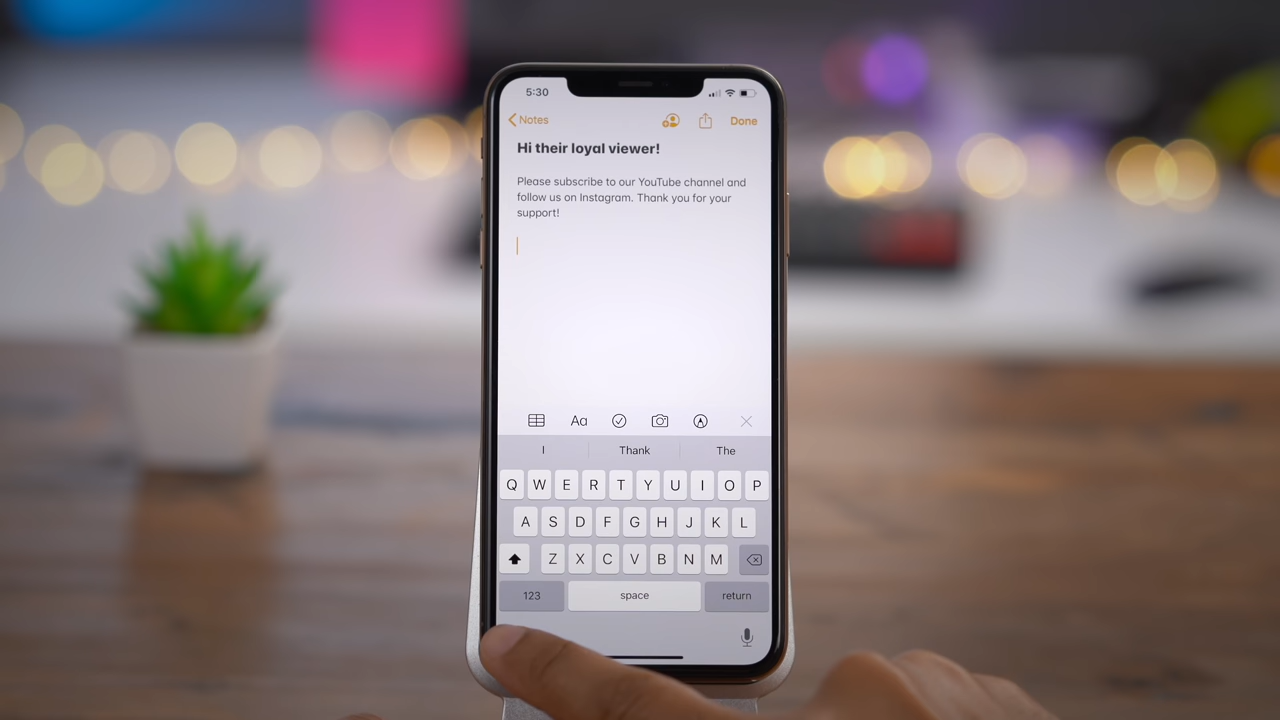 5:30
Notes
Done
Hi their loyal viewer!
Please subscribe to our YouTube channel and
follow us on Instagram. Thank you for your
support!
Aa
I Thank The
Q W E R T Y U I O P
A S D F G H J K L
Z X C V B N M
123 space return